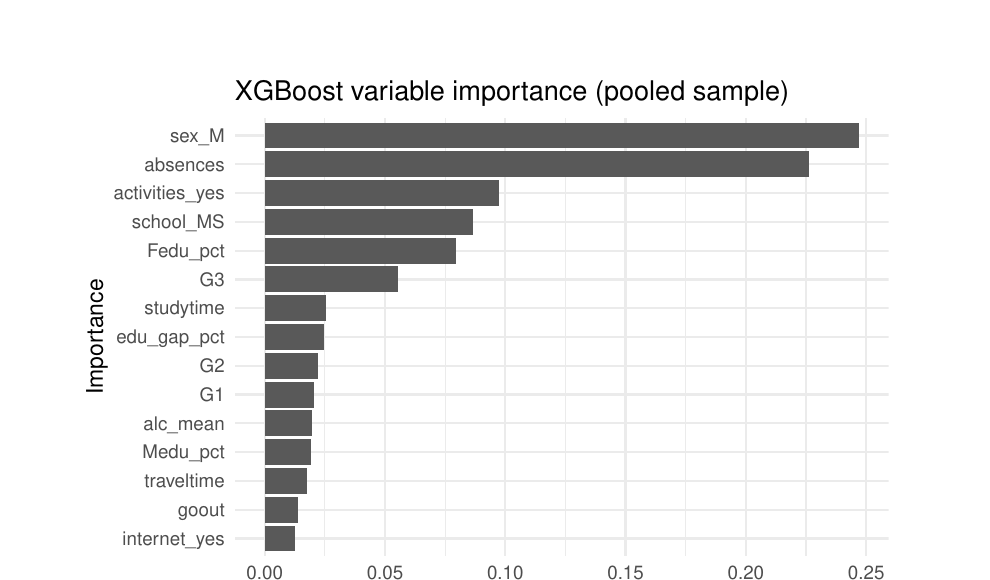 XGBoost variable importance (pooled sample)
sex_M
absences
activities_yes
school_MS
Fedu_pct
G3
studytime
edu_gap_pct
G2
G1
alc_mean
Medu_pct
traveltime
goout
internet_yes
Importance
0.00 0.05 0.10 0.15 0.20 0.25